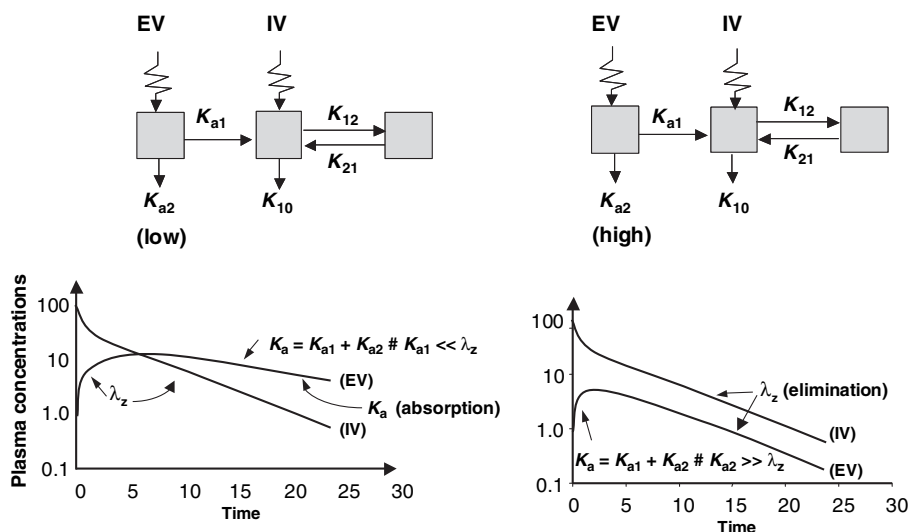 EV IV
K12
Ka1
K21
Ka2 K10
(low)
EV IV
K12
Ka1
K21
Ka2 K10
(high)
Plasma concentrations
100
10
1.0
0.1
Ka = Ka1 + Ka2 # Ka1 << λz
(EV)
λz
Ka (absorption)
(IV)
0 5 10 15 20 25 30
Time
100
10
1.0
0.1
λz (elimination)
(IV)
Ka = Ka1 + Ka2 # Ka2 >> λz
(EV)
0 5 10 15 20 25 30
Time